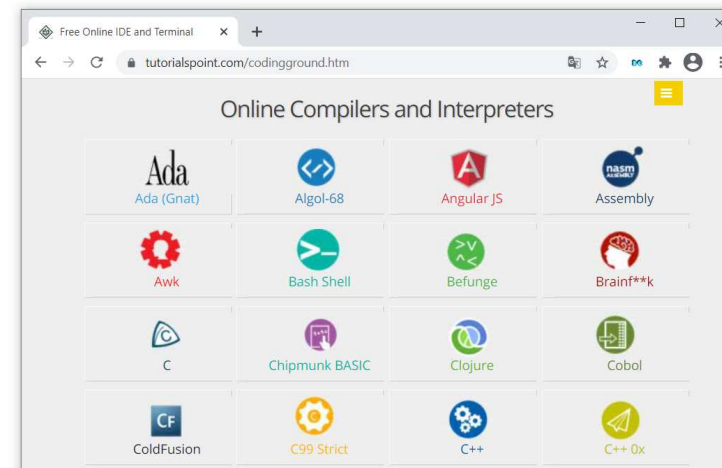 Free Online IDE and Terminal
tutorialspoint.com/codingground.htm
Online Compilers and Interpreters
Ada
nasm
ASSEMBLY
Ada (Gnat)
Algol-68
Angular JS
Assembly
Awk
Bash Shell
Befunge
Brainf**k
C
C
Chipmunk BASIC
Clojure
Cobol
CF
C
ColdFusion
C99 Strict
C++
C++ 0x